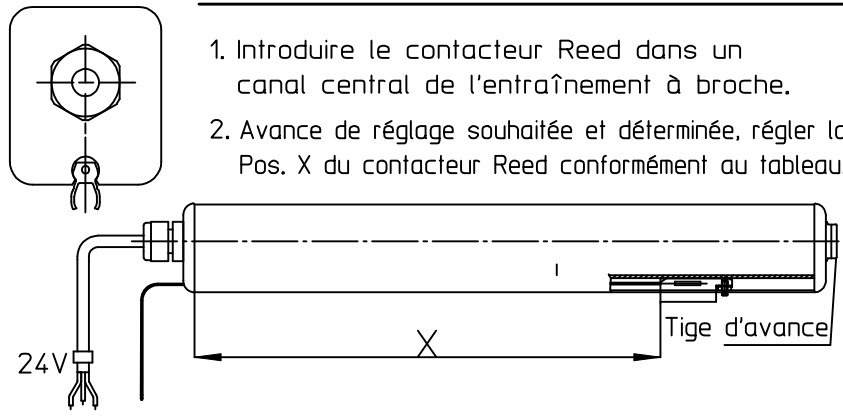 1. Introduire le contacteur Reed dans un
canal central de l'entraînement à broche.
2. Avance de réglage souhaitée et déterminée, régler la
Pos. X du contacteur Reed conformément au tableau.
Tige d'avance
X
24V